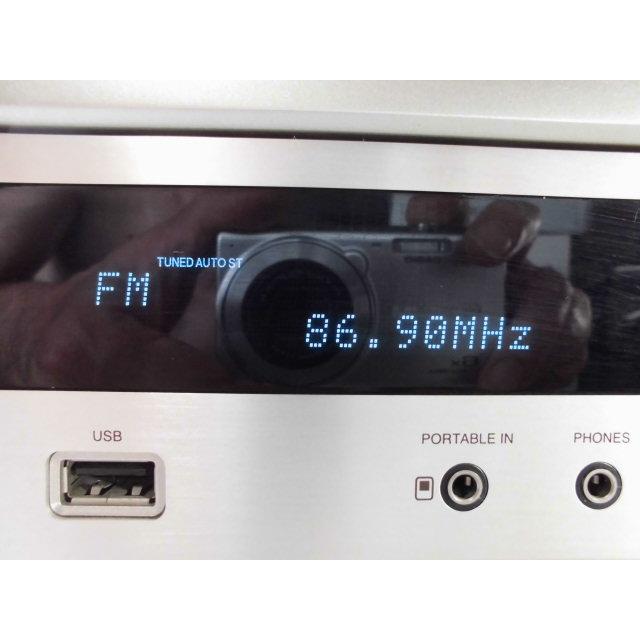 TUNED AUTO ST
FM
86.90MHz
USB
PORTABLE IN
PHONES